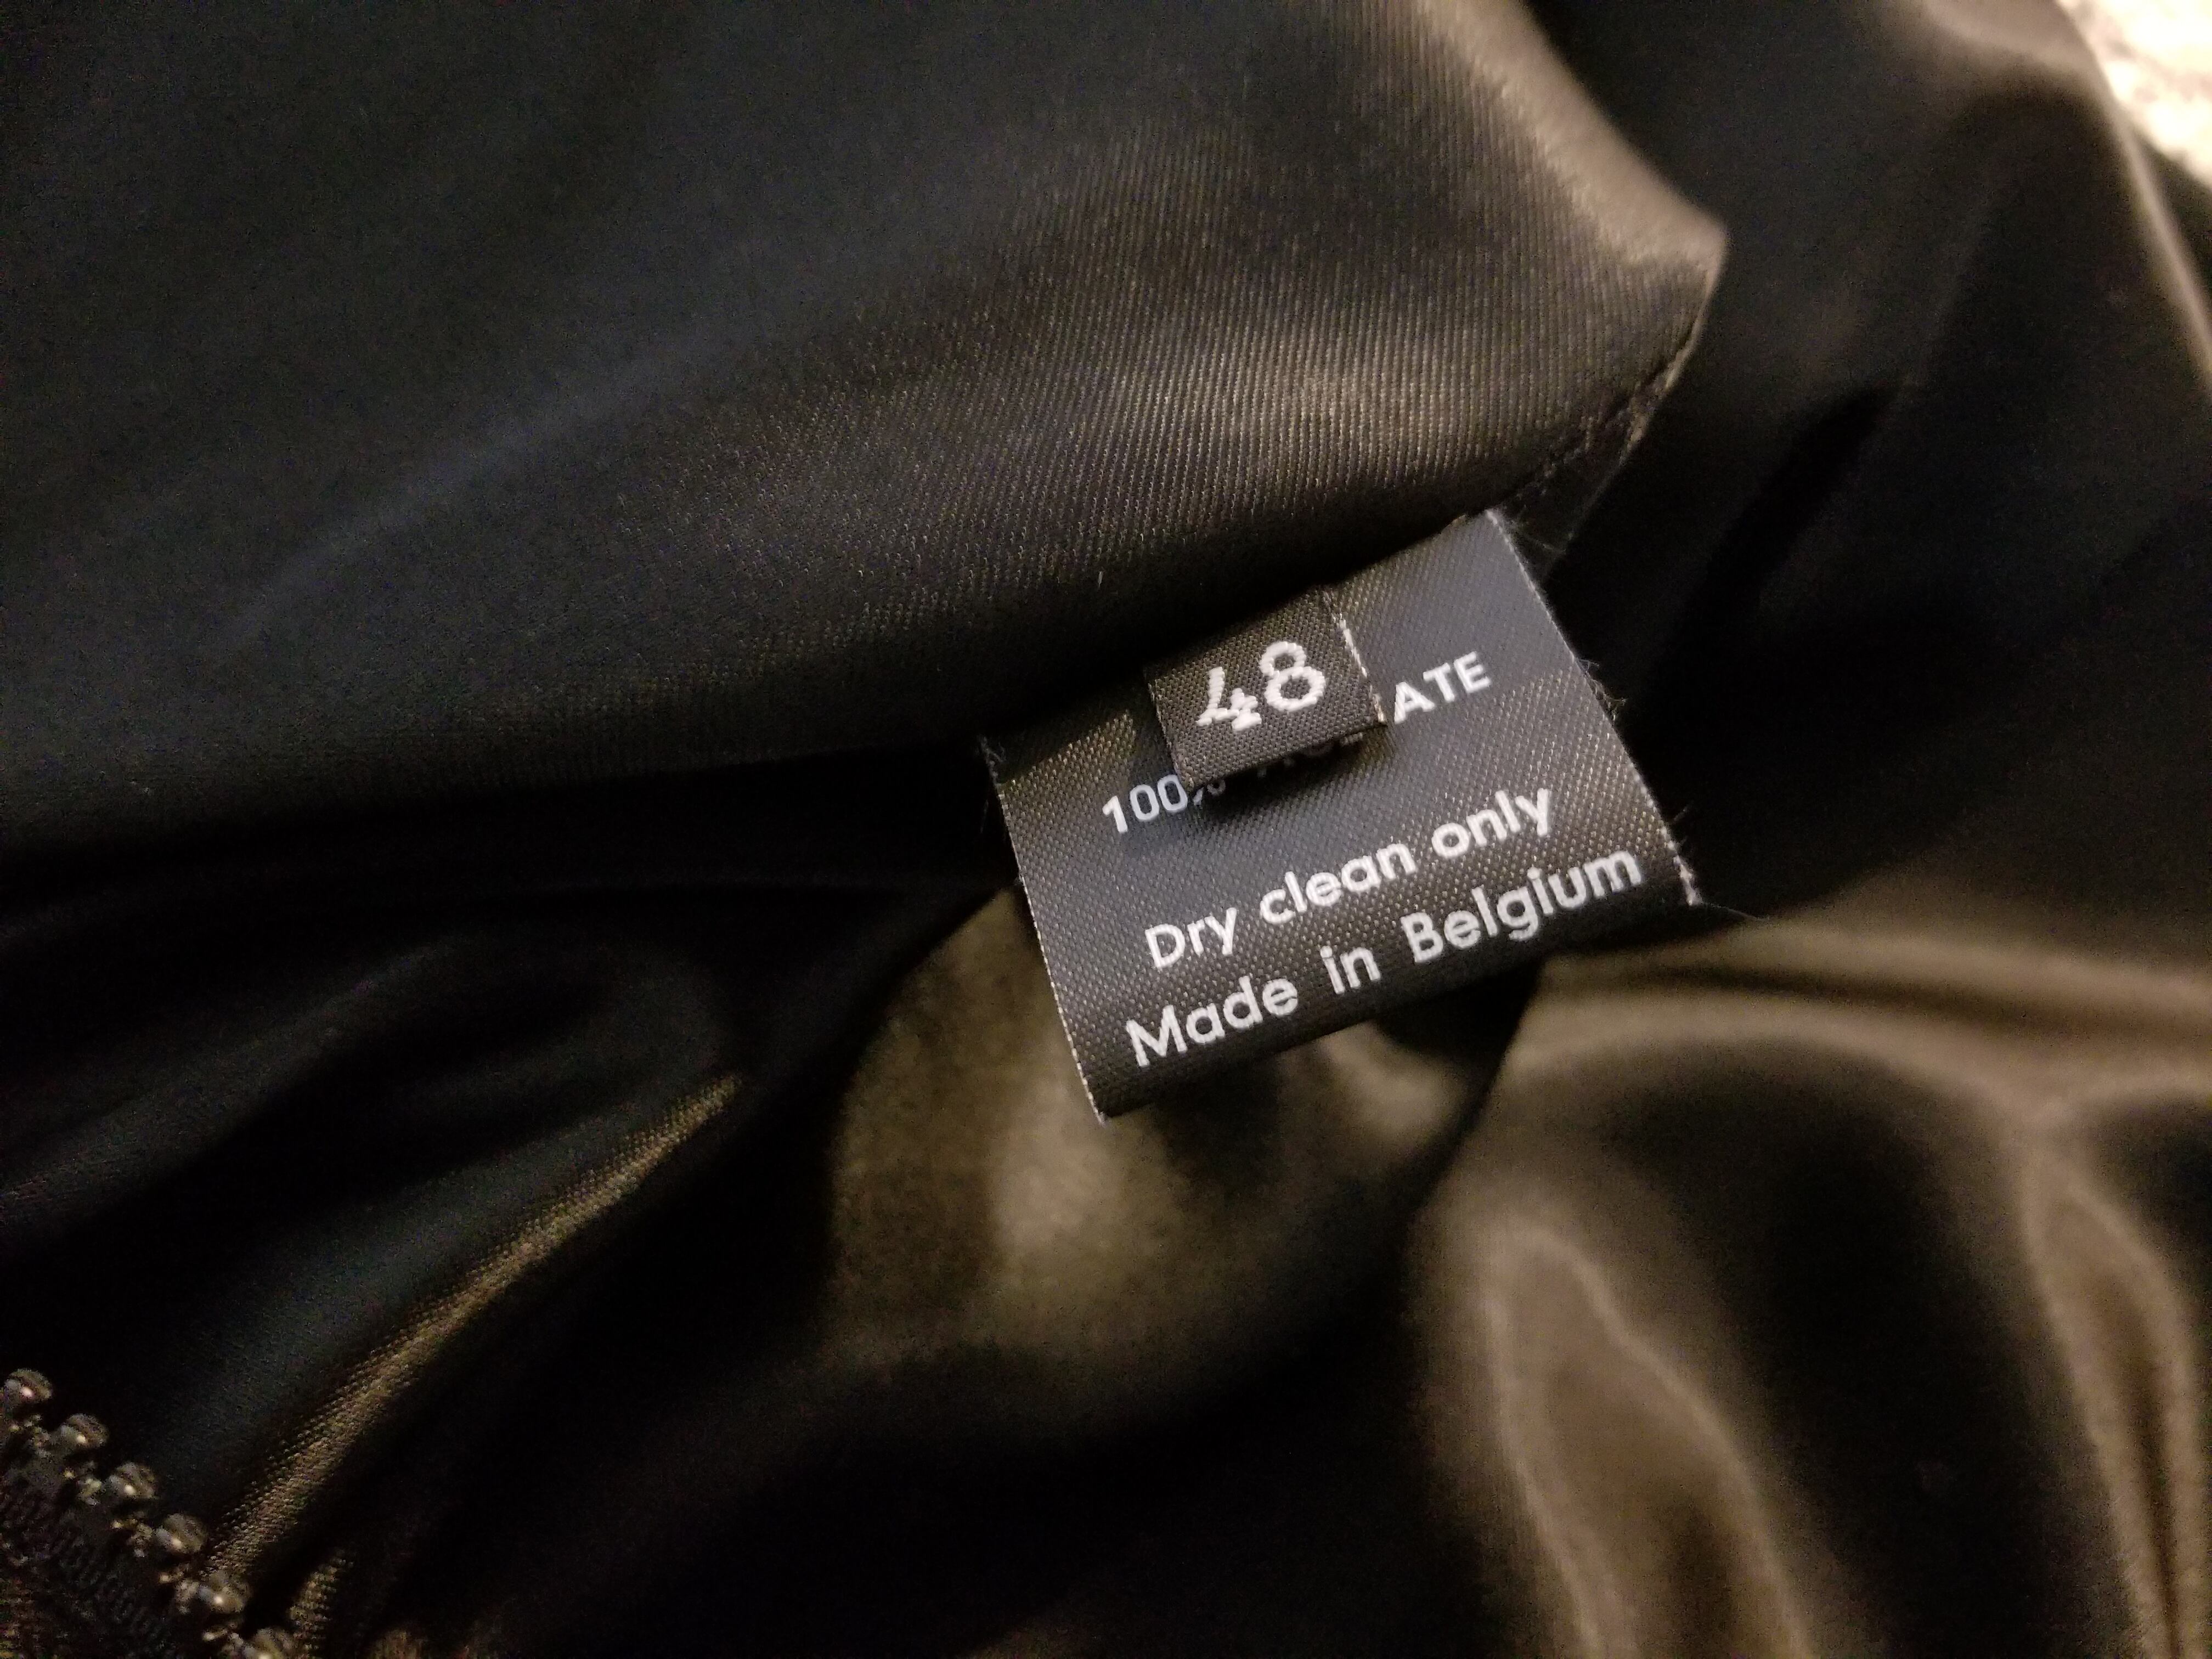 48
ATE
100%
Dry clean only
Made in Belgium